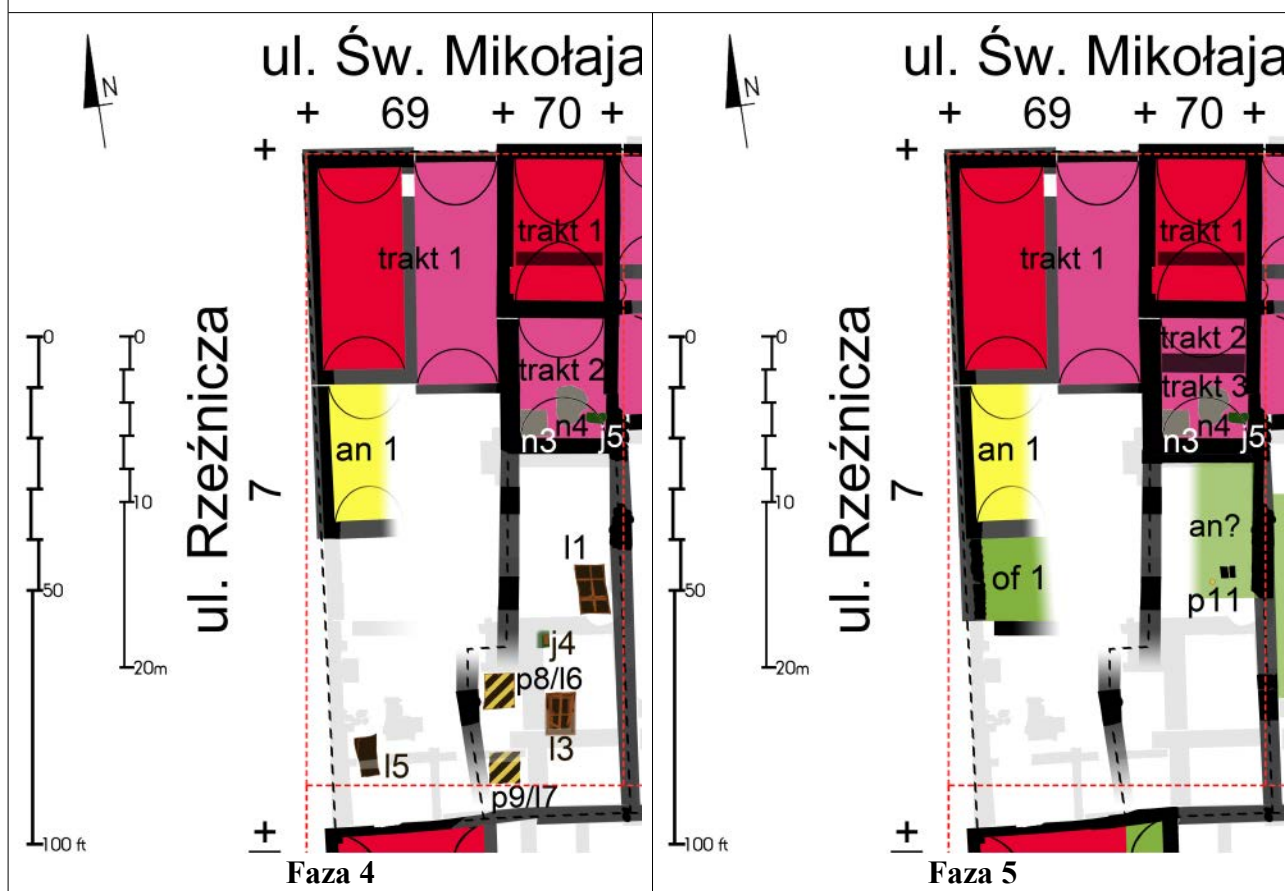 ul. Św. Mikołaja
N
+ 69 + 70 +
+
trakt 1
trakt 1
trakt 2
n3
n4
j5
an 1
ul. Rzeźnicza
7
0
50
100 ft
0
10
20m
l1
j4
p8/l6
l3
l5
p9/l7
+
Faza 4
ul. Św. Mikołaja
N
+ 69 + 70 +
+
trakt 1
trakt 1
trakt 2
trakt 3
n3
n4
j5
an 1
of 1
an?
p11
ul. Rzeźnicza
7
0
50
100 ft
0
10
20m
+
Faza 5